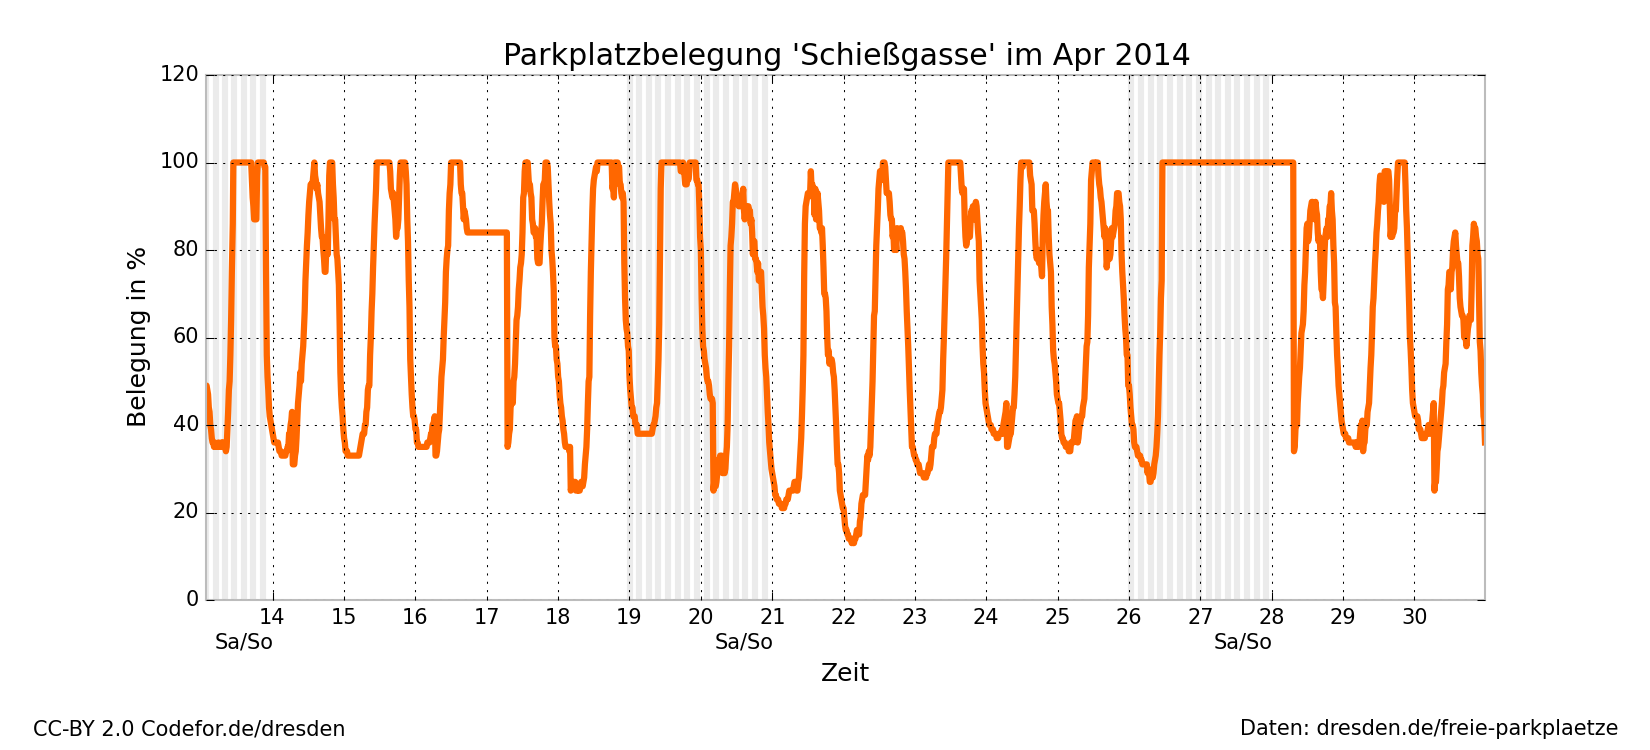 Parkplatzbelegung 'Schießgasse' im Apr 2014
120
100
80
60
40
20
0
Belegung in %
14 15 16 17 18 19 20 21 22 23 24 25 26 27 28 29 30
Sa/So Sa/So Sa/So
Zeit
CC-BY 2.0 Codefor.de/dresden
Daten: dresden.de/freie-parkplaetze